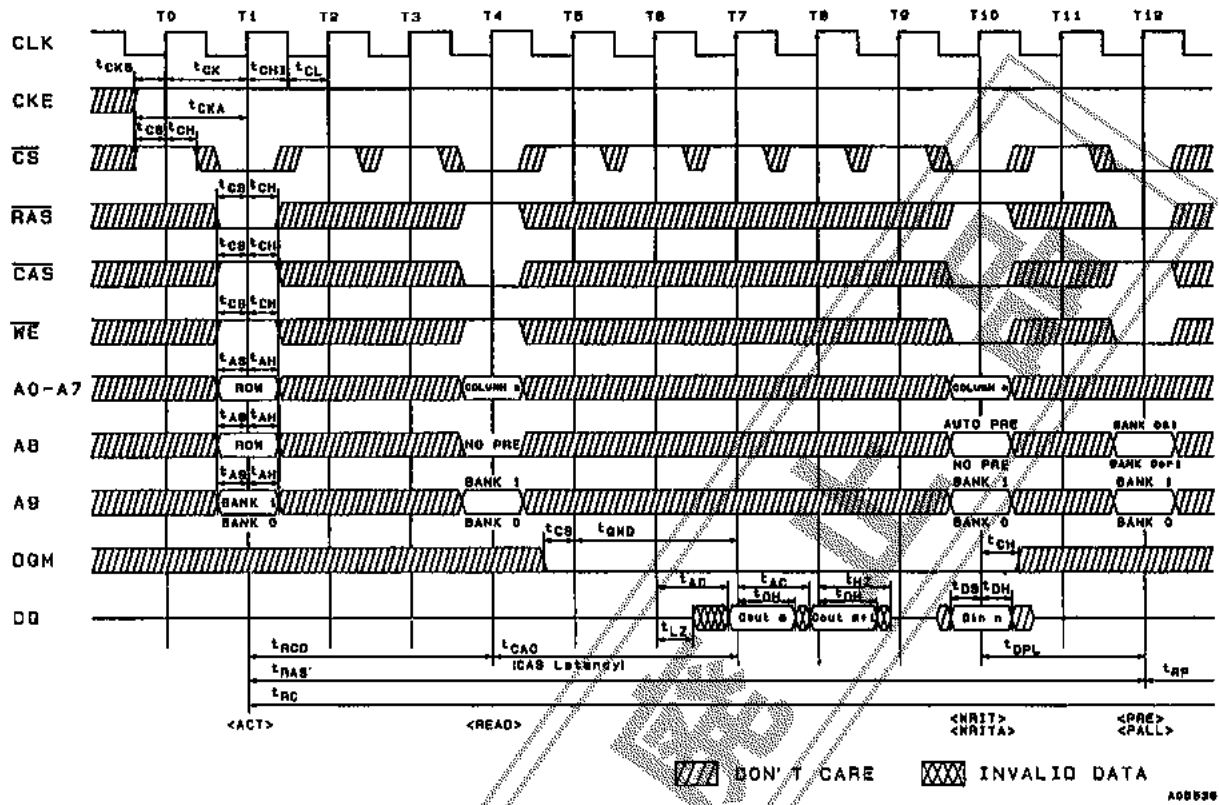 T0 T1 T2 T3 T4 T5 T6 T7 T8 T9 T10 T11 T12
CLK
tCKS tCK tCHI tCL
CKE
tCKA
tCS tCH
CS
tCS tCH
RAS
tCS tCH
CAS
tCS tCH
WE
tAS tAH
A0-A7 ROW COLUMN COLUMN
tAS tAH AUTO PRE BANK 0&1
A8 ROW NO PRE
NO PRE BANK 0or1
tAS tAH BANK 1 BANK 1 BANK 1
A9 BANK 1
BANK 0 BANK 0 BANK 0 BANK 0
tCS tQMD tCH
DQM
tAC tAC tHZ
tOH tOH tDS tDH
DQ Dout Dout Din n
tLZ
tRCD tCAC tDPL
(CAS Latency)
tRAS tRP
tRC
<ACT> <READ> <WRIT> <PRE>
<WRITA> <PALL>
DON'T CARE INVALID DATA